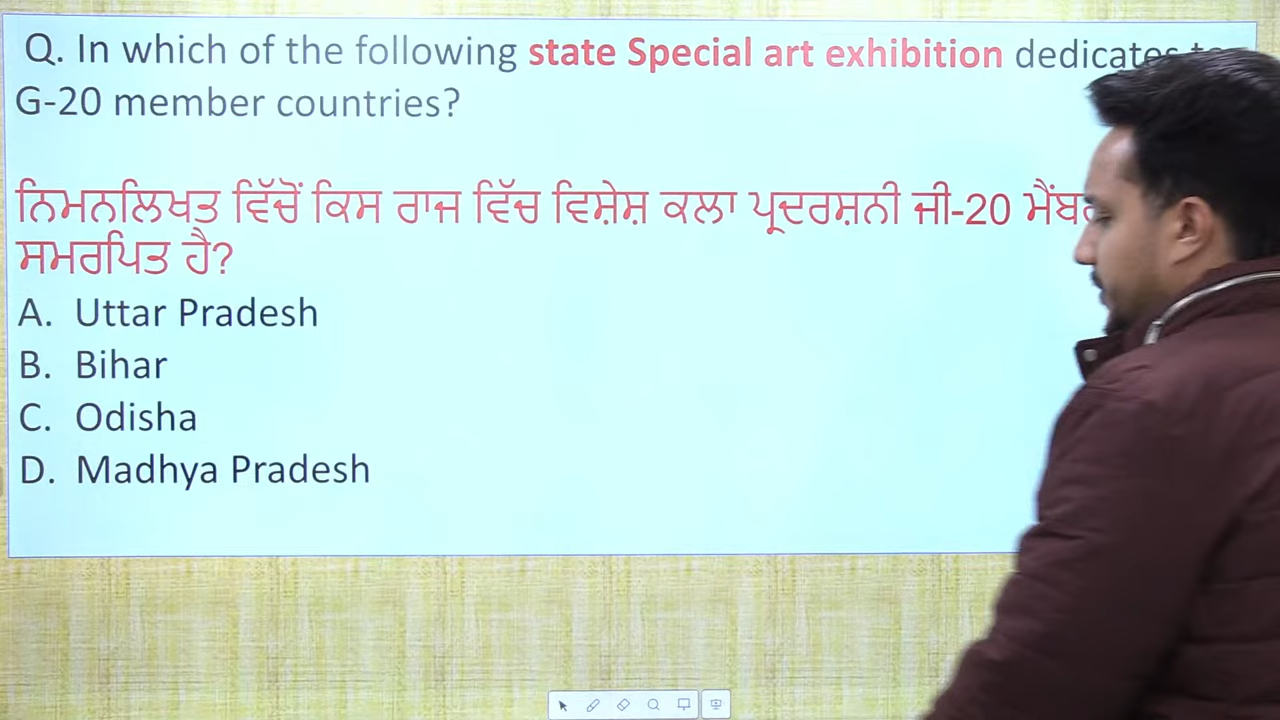 Q. In which of the following state Special art exhibition dedicates to
G-20 member countries?
ਨਿਮਨਲਿਖਤ ਵਿੱਚੋਂ ਕਿਸ ਰਾਜ ਵਿੱਚ ਵਿਸ਼ੇਸ਼ ਕਲਾ ਪ੍ਰਦਰਸ਼ਨੀ ਜੀ-20
ਸਮਰਪਿਤ ਹੈ?
A. Uttar Pradesh
B. Bihar
C. Odisha
D. Madhya Pradesh